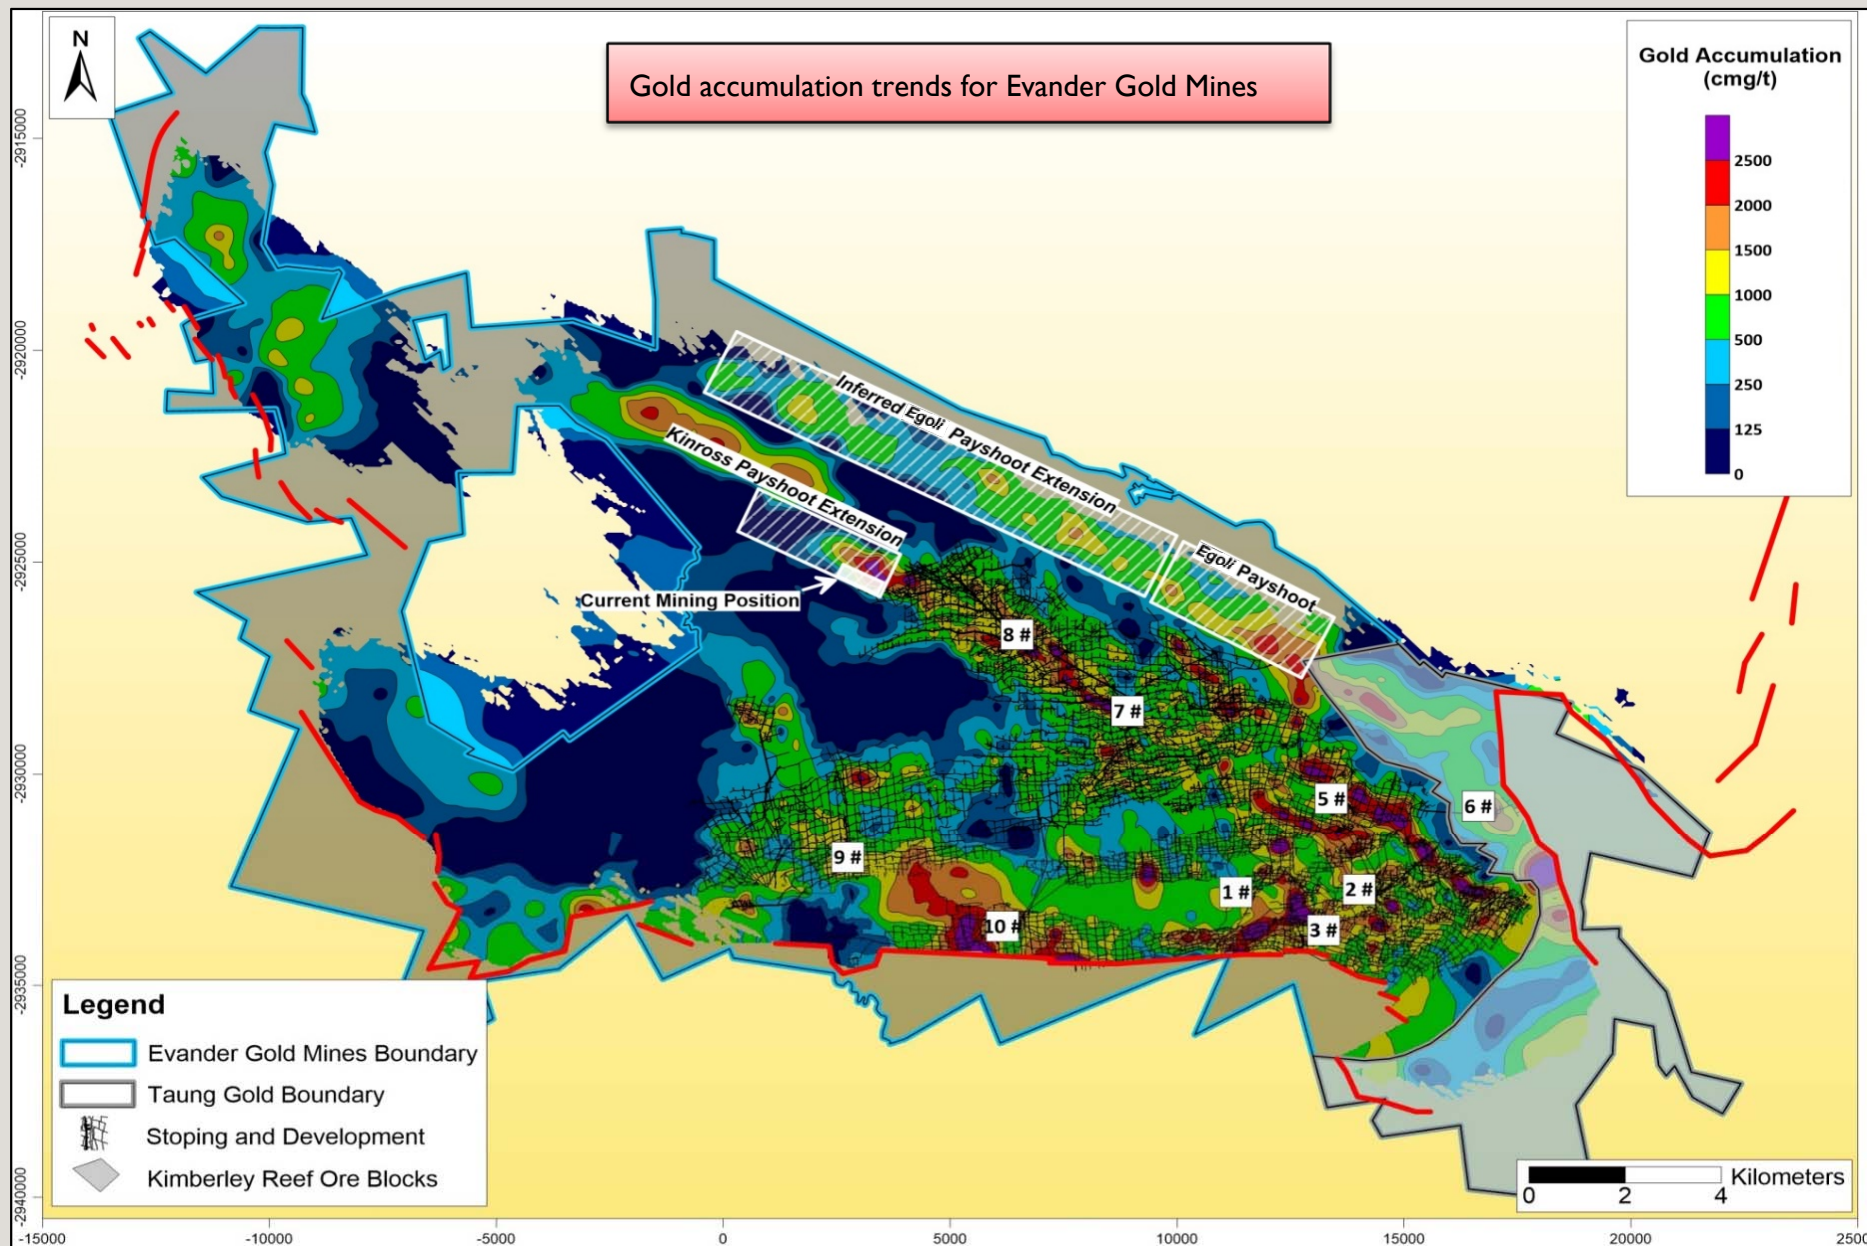 N
Gold accumulation trends for Evander Gold Mines
Gold Accumulation
(cmg/t)
2500
2000
1500
1000
500
250
125
0
-2915000
-2920000
-2925000
-2930000
-2935000
-2940000
Inferred Egoli Payshoot Extension
Kinross Payshoot Extension
Egoli Payshoot
Current Mining Position
8 #
7 #
5 #
6 #
9 #
1 #
2 #
10 #
3 #
Legend
Evander Gold Mines Boundary
Taung Gold Boundary
Stoping and Development
Kimberley Reef Ore Blocks
Kilometers
0 2 4
-15000 -10000 -5000 0 5000 10000 15000 20000 2500